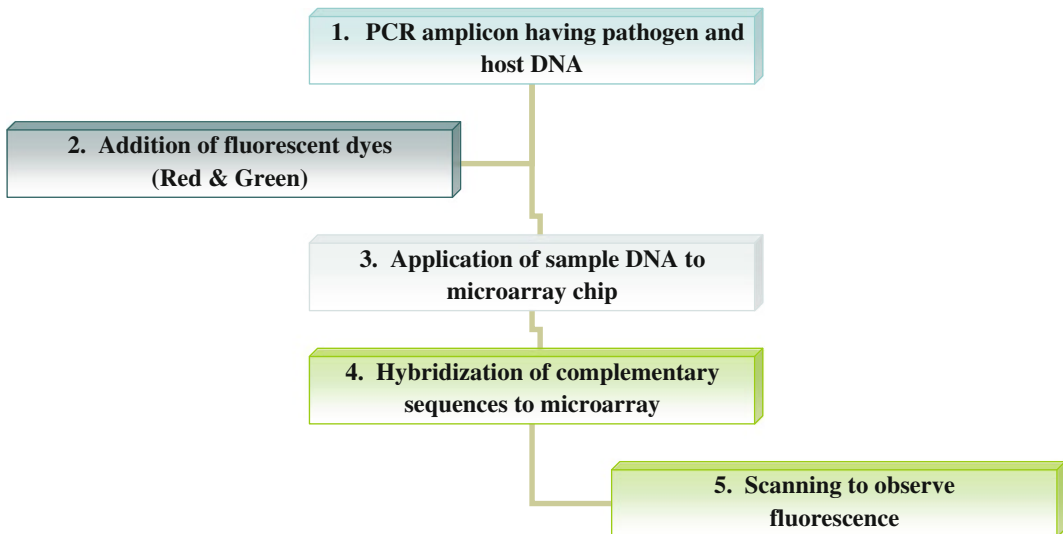 1. PCR amplicon having pathogen and
host DNA
2. Addition of fluorescent dyes
(Red & Green)
3. Application of sample DNA to
microarray chip
4. Hybridization of complementary
sequences to microarray
5. Scanning to observe
fluorescence